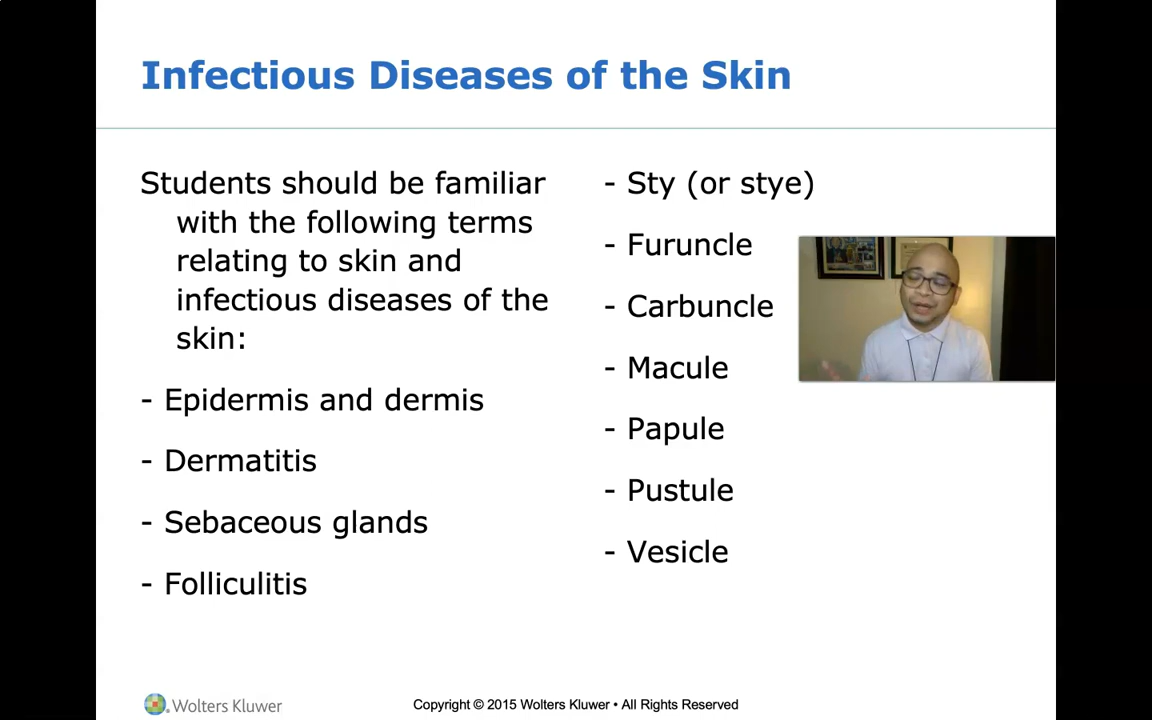 Infectious Diseases of the Skin
Students should be familiar
with the following terms
relating to skin and
infectious diseases of the
skin:
- Epidermis and dermis
- Dermatitis
- Sebaceous glands
- Folliculitis
- Sty (or stye)
- Furuncle
- Carbuncle
- Macule
- Papule
- Pustule
- Vesicle
Wolters Kluwer
Copyright © 2015 Wolters Kluwer • All Rights Reserved